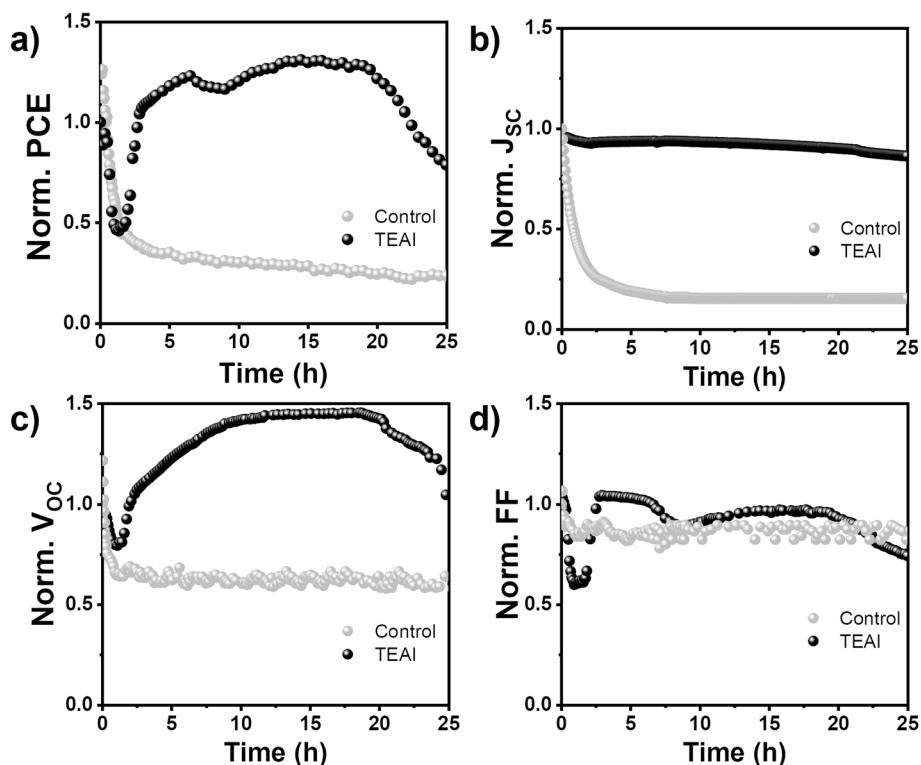 a)
Norm. PCE
1.5
1.0
0.5
0.0
Control
TEAI
0 5 10 15 20 25
Time (h)
b)
Norm. J_SC
1.5
1.0
0.5
0.0
Control
TEAI
0 5 10 15 20 25
Time (h)
c)
Norm. V_OC
1.5
1.0
0.5
0.0
Control
TEAI
0 5 10 15 20 25
Time (h)
d)
Norm. FF
1.5
1.0
0.5
0.0
Control
TEAI
0 5 10 15 20 25
Time (h)